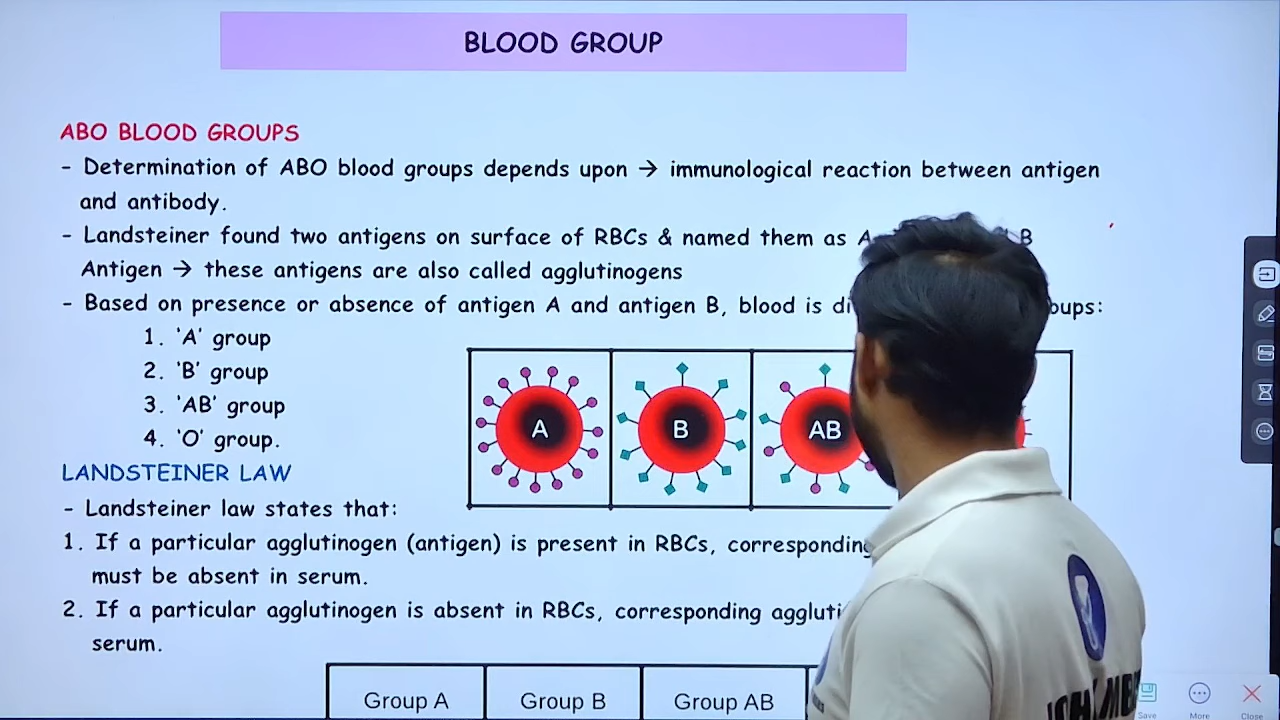 BLOOD GROUP
ABO BLOOD GROUPS
- Determination of ABO blood groups depends upon → immunological reaction between antigen
and antibody.
- Landsteiner found two antigens on surface of RBCs & named them as A B
Antigen → these antigens are also called agglutinogens
- Based on presence or absence of antigen A and antigen B, blood is
1. 'A' group
2. 'B' group
3. 'AB' group
4. 'O' group.
A B AB
LANDSTEINER LAW
- Landsteiner law states that:
1. If a particular agglutinogen (antigen) is present in RBCs, corresponding
must be absent in serum.
2. If a particular agglutinogen is absent in RBCs, corresponding
serum.
Group A Group B Group AB
Save More Close